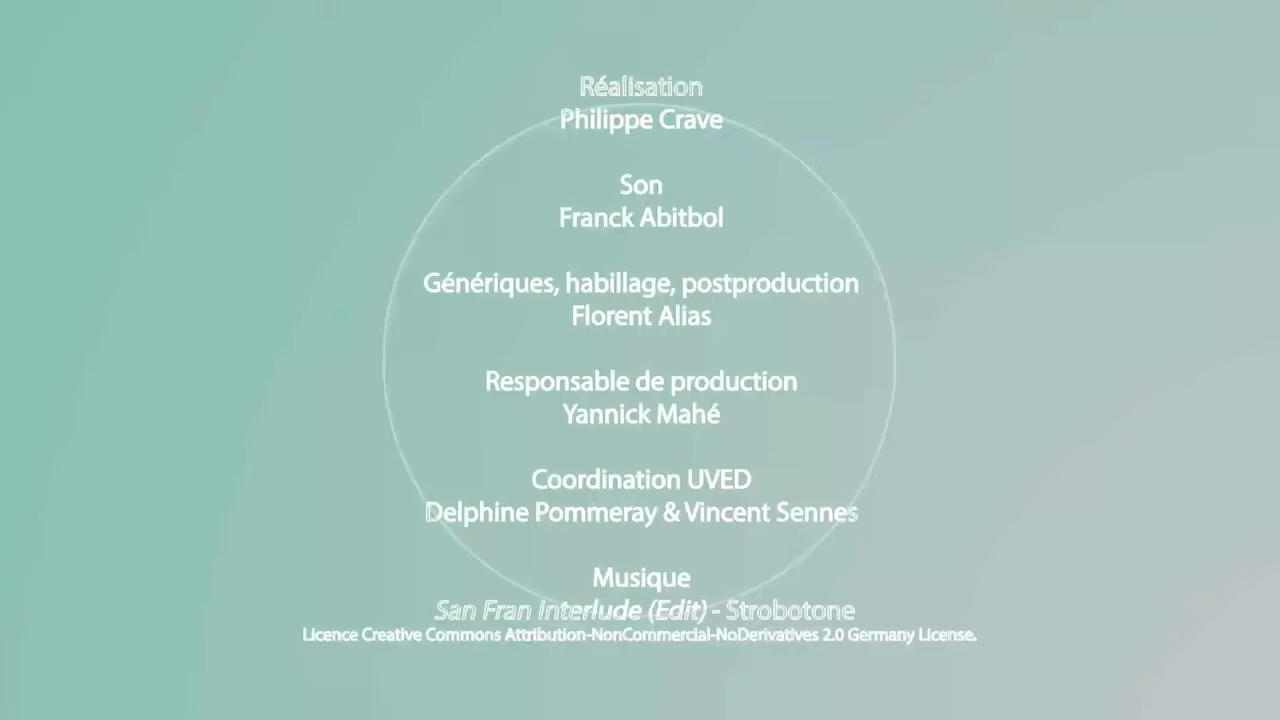 Réalisation
Philippe Crave
Son
Franck Abitbol
Génériques, habillage, postproduction
Florent Alias
Responsable de production
Yannick Mahé
Coordination UVED
Delphine Pommeray & Vincent Sennes
Musique
San Fran Interlude (Edit) - Strobotone
Licence Creative Commons Attribution-NonCommercial-NoDerivatives 2.0 Germany License.